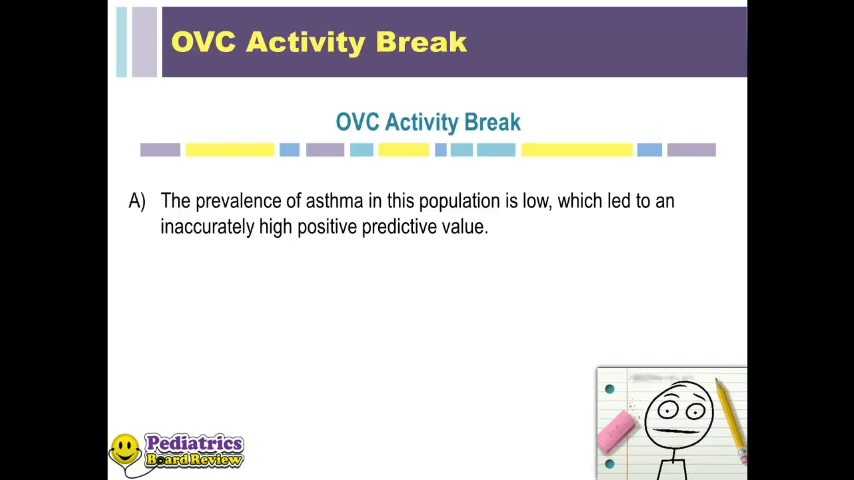 OVC Activity Break
OVC Activity Break
A) The prevalence of asthma in this population is low, which led to an
inaccurately high positive predictive value.
Pediatrics
Board Review